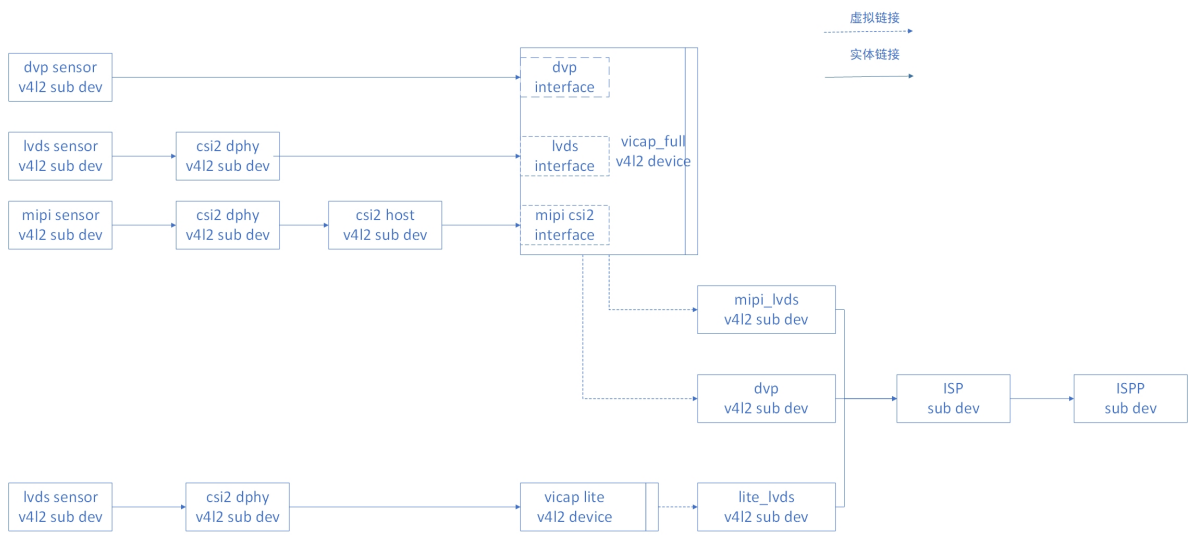 虚拟链接
实体链接
dvp sensor
v4l2 sub dev
dvp
interface
lvds sensor
v4l2 sub dev
csi2 dphy
v4l2 sub dev
lvds
interface
vicap_full
v4l2 device
mipi sensor
v4l2 sub dev
csi2 dphy
v4l2 sub dev
csi2 host
v4l2 sub dev
mipi csi2
interface
mipi_lvds
v4l2 sub dev
dvp
v4l2 sub dev
ISP
sub dev
ISPP
sub dev
lvds sensor
v4l2 sub dev
csi2 dphy
v4l2 sub dev
vicap lite
v4l2 device
lite_lvds
v4l2 sub dev